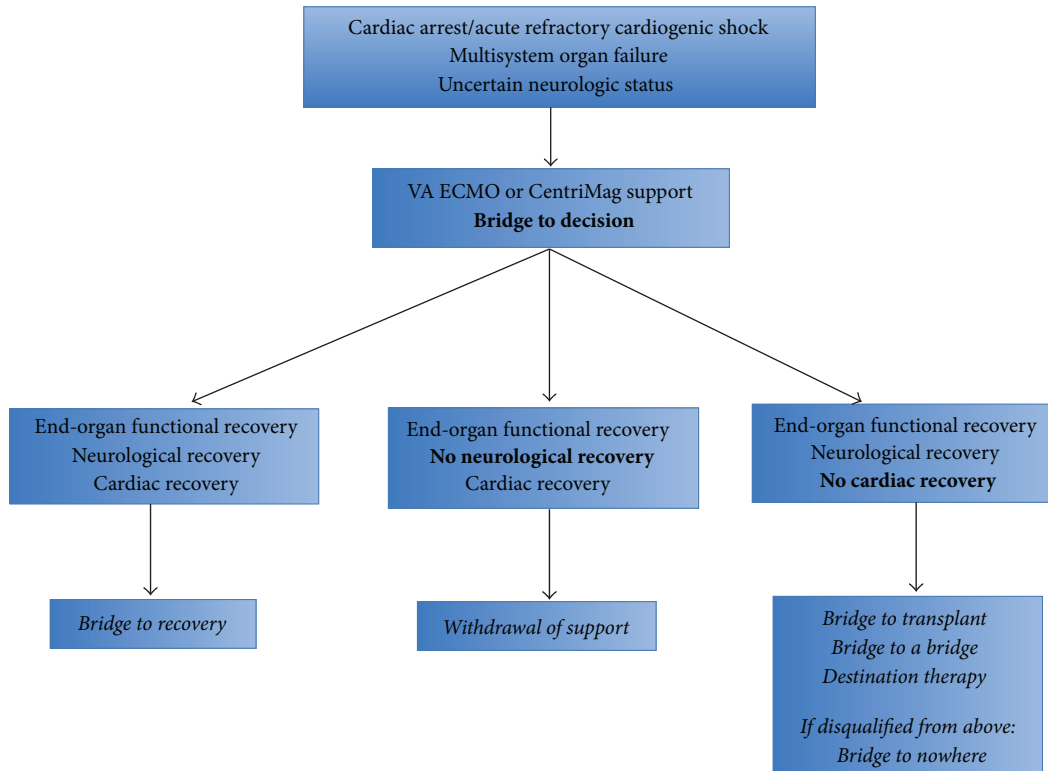 Cardiac arrest/acute refractory cardiogenic shock
Multisystem organ failure
Uncertain neurologic status
VA ECMO or CentriMag support
Bridge to decision
End-organ functional recovery
Neurological recovery
Cardiac recovery
End-organ functional recovery
No neurological recovery
Cardiac recovery
End-organ functional recovery
Neurological recovery
No cardiac recovery
Bridge to recovery
Withdrawal of support
Bridge to transplant
Bridge to a bridge
Destination therapy
If disqualified from above:
Bridge to nowhere